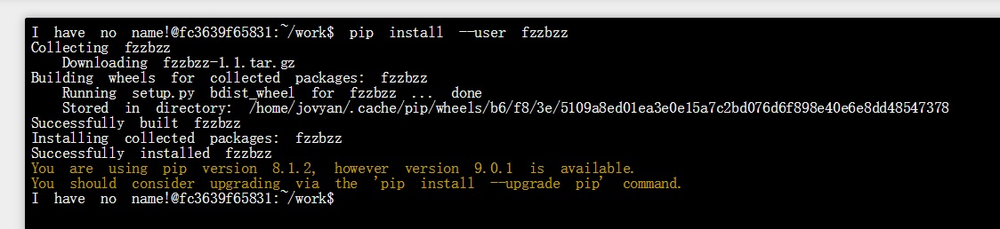 I have no name!@fc3639f65831:~/work$ pip install --user fzzbzz
Collecting fzzbzz
Downloading fzzbzz-1.1.tar.gz
Building wheels for collected packages: fzzbzz
Running setup.py bdist_wheel for fzzbzz ... done
Stored in directory: /home/jovyan/.cache/pip/wheels/b6/f8/3e/5109a8ed01ea3e0e15a7c2bd076d6f898e40e6e8dd48547378
Successfully built fzzbzz
Installing collected packages: fzzbzz
Successfully installed fzzbzz
You are using pip version 8.1.2, however version 9.0.1 is available.
You should consider upgrading via the 'pip install --upgrade pip' command.
I have no name!@fc3639f65831:~/work$